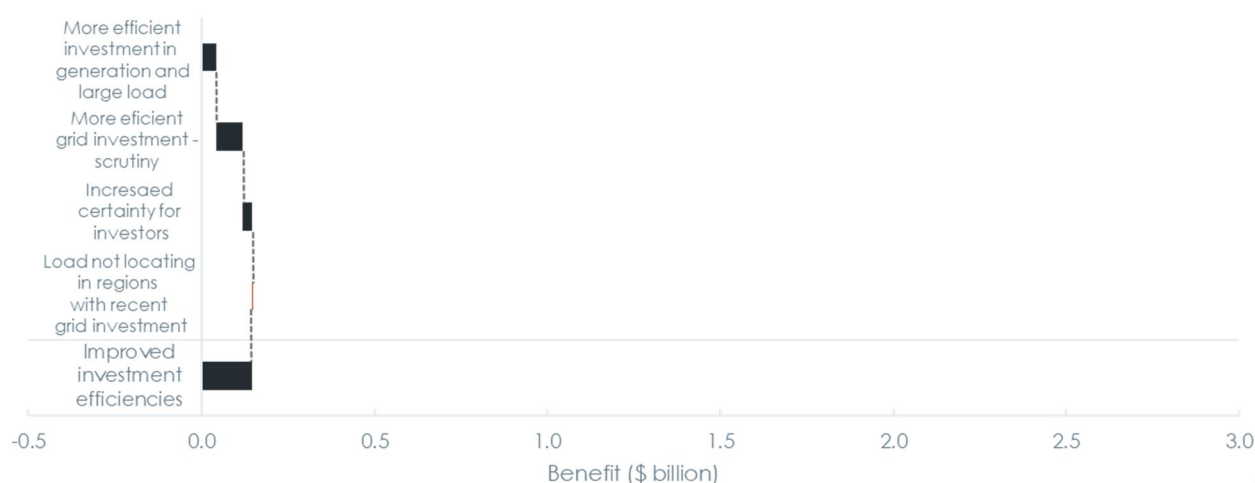 More efficient
investment in
generation and
large load
More eficient
grid investment -
scrutiny
Incresaed
certainty for
investors
Load not locating
in regions
with recent
grid investment
Improved
investment
efficiencies
-0.5 0.0 0.5 1.0 1.5 2.0 2.5 3.0
Benefit ($ billion)